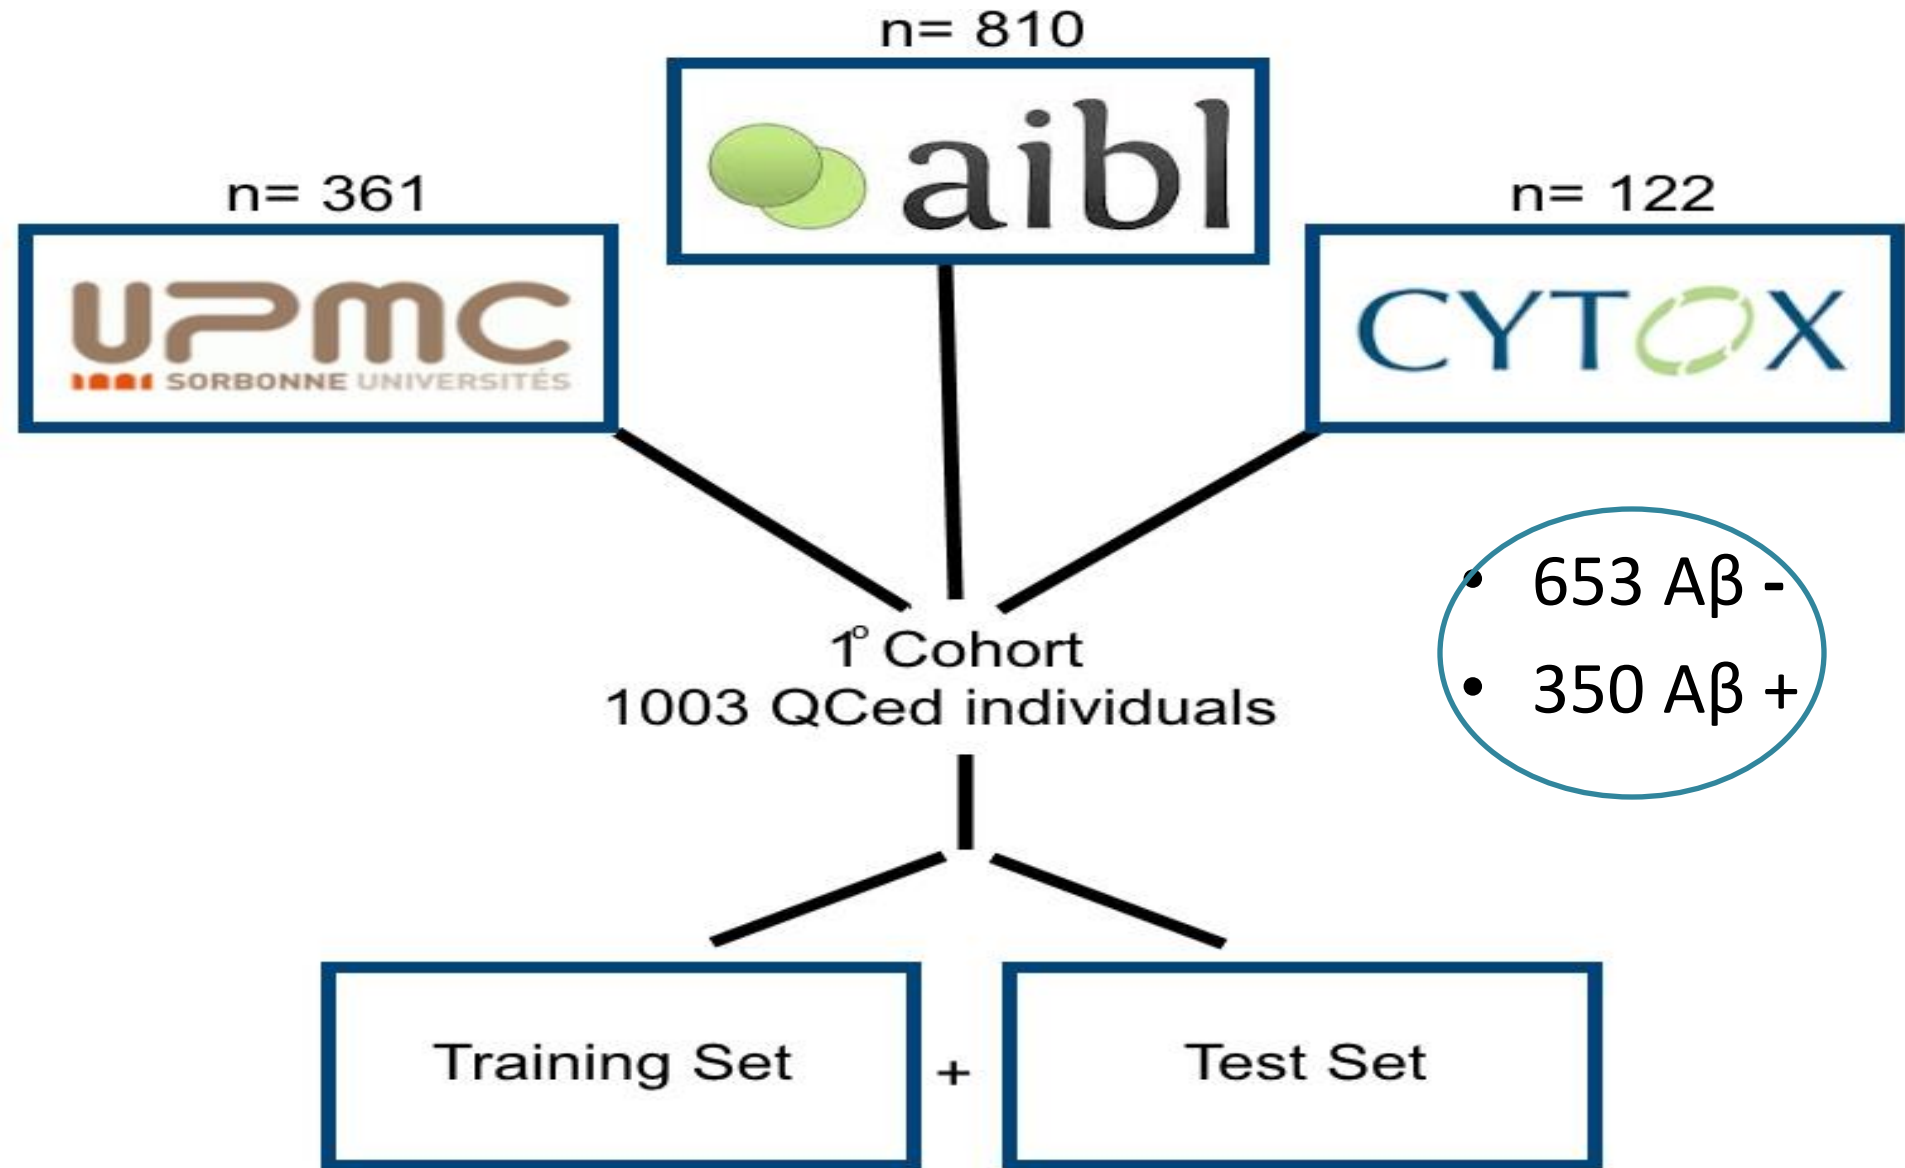 n= 810
aibl
n= 361
UPMC
SORBONNE UNIVERSITÉS
n= 122
CYTOX
• 653 Aβ -
• 350 Aβ +
1° Cohort
1003 QCed individuals
Training Set
+
Test Set